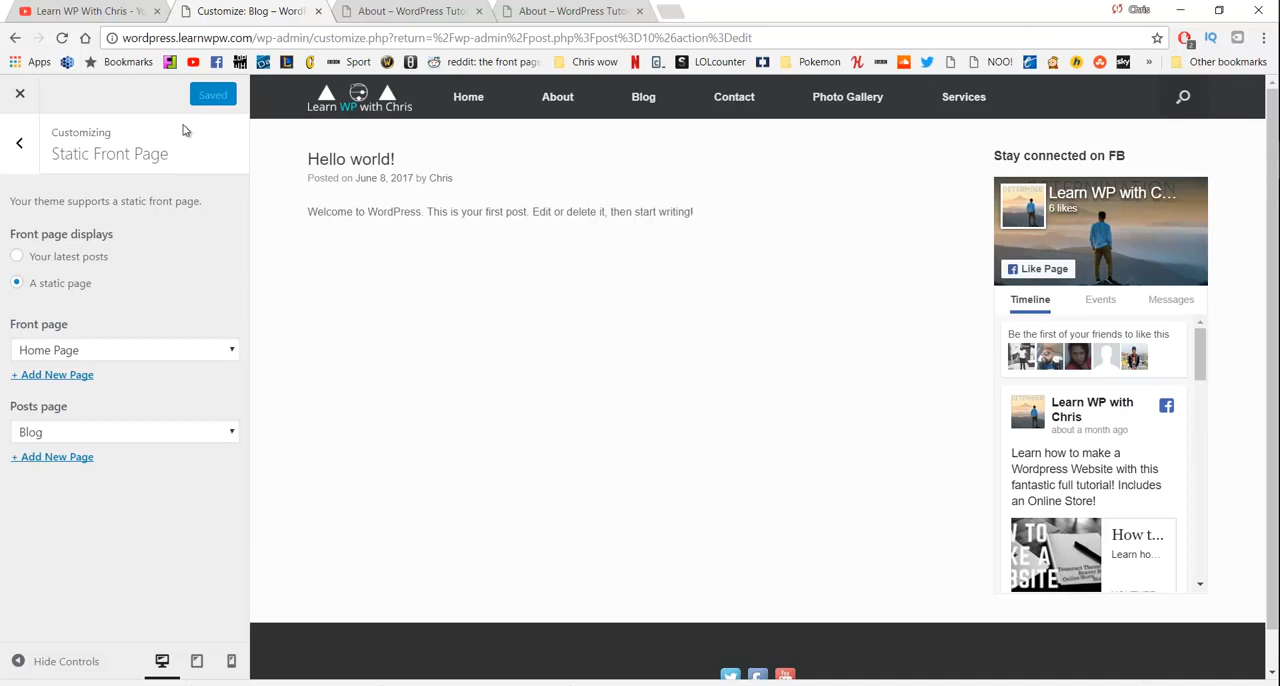 Learn WP With Chris - Yo
Customize: Blog – WordP
About – WordPress Tuto
About – WordPress Tuto
Chris
wordpress.learnwpw.com/wp-admin/customize.php?return=%2Fwp-admin%2Fpost.php%3Fpost%3D10%26action%3Dedit
Apps
Bookmarks
Sport
reddit: the front page
Chris wow
LOLcounter
Pokemon
NOO!
Other bookmarks
Saved
Learn WP with Chris
Home
About
Blog
Contact
Photo Gallery
Services
Customizing
Static Front Page
Your theme supports a static front page.
Front page displays
Your latest posts
A static page
Front page
Home Page
+ Add New Page
Posts page
Blog
+ Add New Page
Hide Controls
Hello world!
Posted on June 8, 2017 by Chris
Welcome to WordPress. This is your first post. Edit or delete it, then start writing!
Stay connected on FB
Learn WP with C...
6 likes
Like Page
Timeline
Events
Messages
Be the first of your friends to like this
Learn WP with
Chris
about a month ago
Learn how to make a
Wordpress Website with this
fantastic full tutorial! Includes
an Online Store!
How t...
Learn ho...